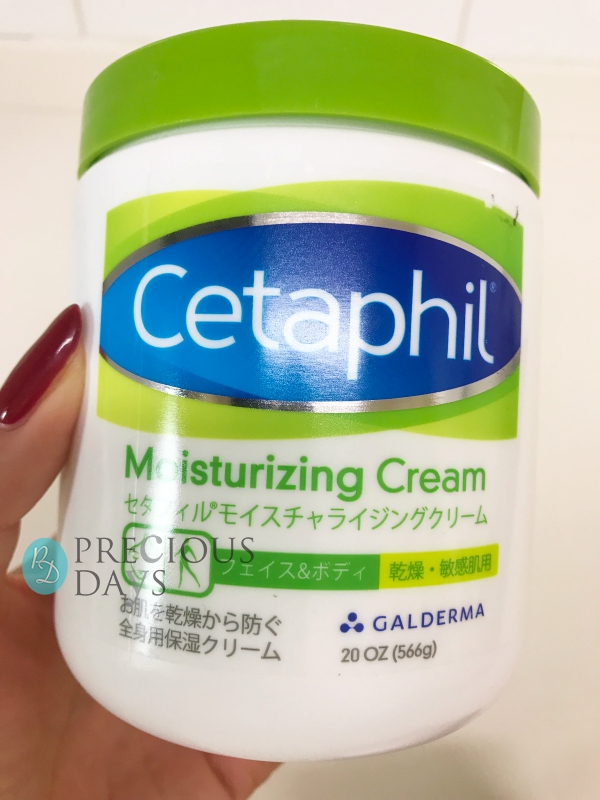 Cetaphil®
Moisturizing Cream
セタフィル®モイスチャライジングクリーム
フェイス&ボディ 乾燥・敏感肌用
PRECIOUS DAYS
お肌を乾燥から防ぐ
全身用保湿クリーム
GALDERMA
20 OZ (566g)